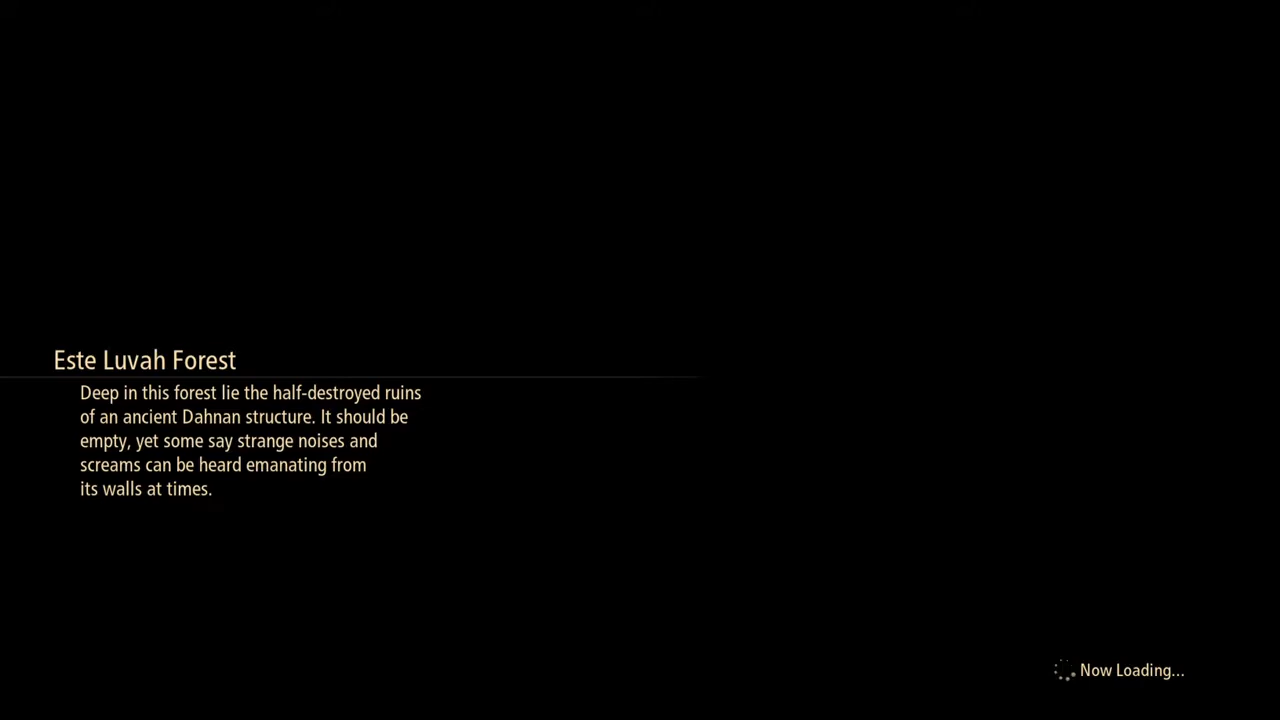 Este Luvah Forest
Deep in this forest lie the half-destroyed ruins
of an ancient Dahnan structure. It should be
empty, yet some say strange noises and
screams can be heard emanating from
its walls at times.
Now Loading...